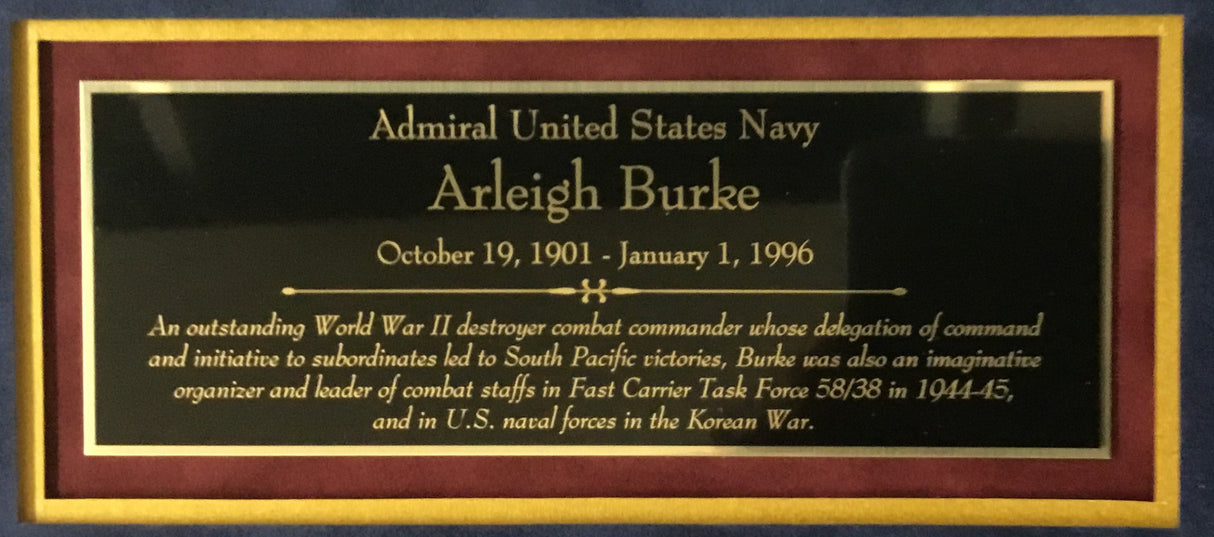 Admiral United States Navy
Arleigh Burke
October 19, 1901 - January 1, 1996
An outstanding World War II destroyer combat commander whose delegation of command
and initiative to subordinates led to South Pacific victories, Burke was also an imaginative
organizer and leader of combat staffs in Fast Carrier Task Force 58/38 in 1944-45,
and in U.S. naval forces in the Korean War.